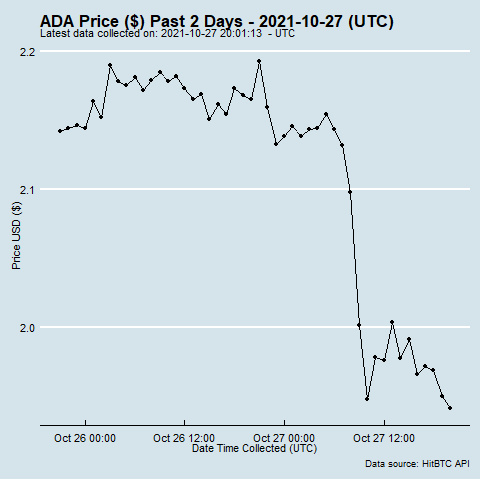 ADA Price ($) Past 2 Days - 2021-10-27 (UTC)
Latest data collected on: 2021-10-27 20:01:13  - UTC
2.2
2.1
2.0
Price USD ($)
Oct 26 00:00
Oct 26 12:00
Oct 27 00:00
Oct 27 12:00
Date Time Collected (UTC)
Data source: HitBTC API